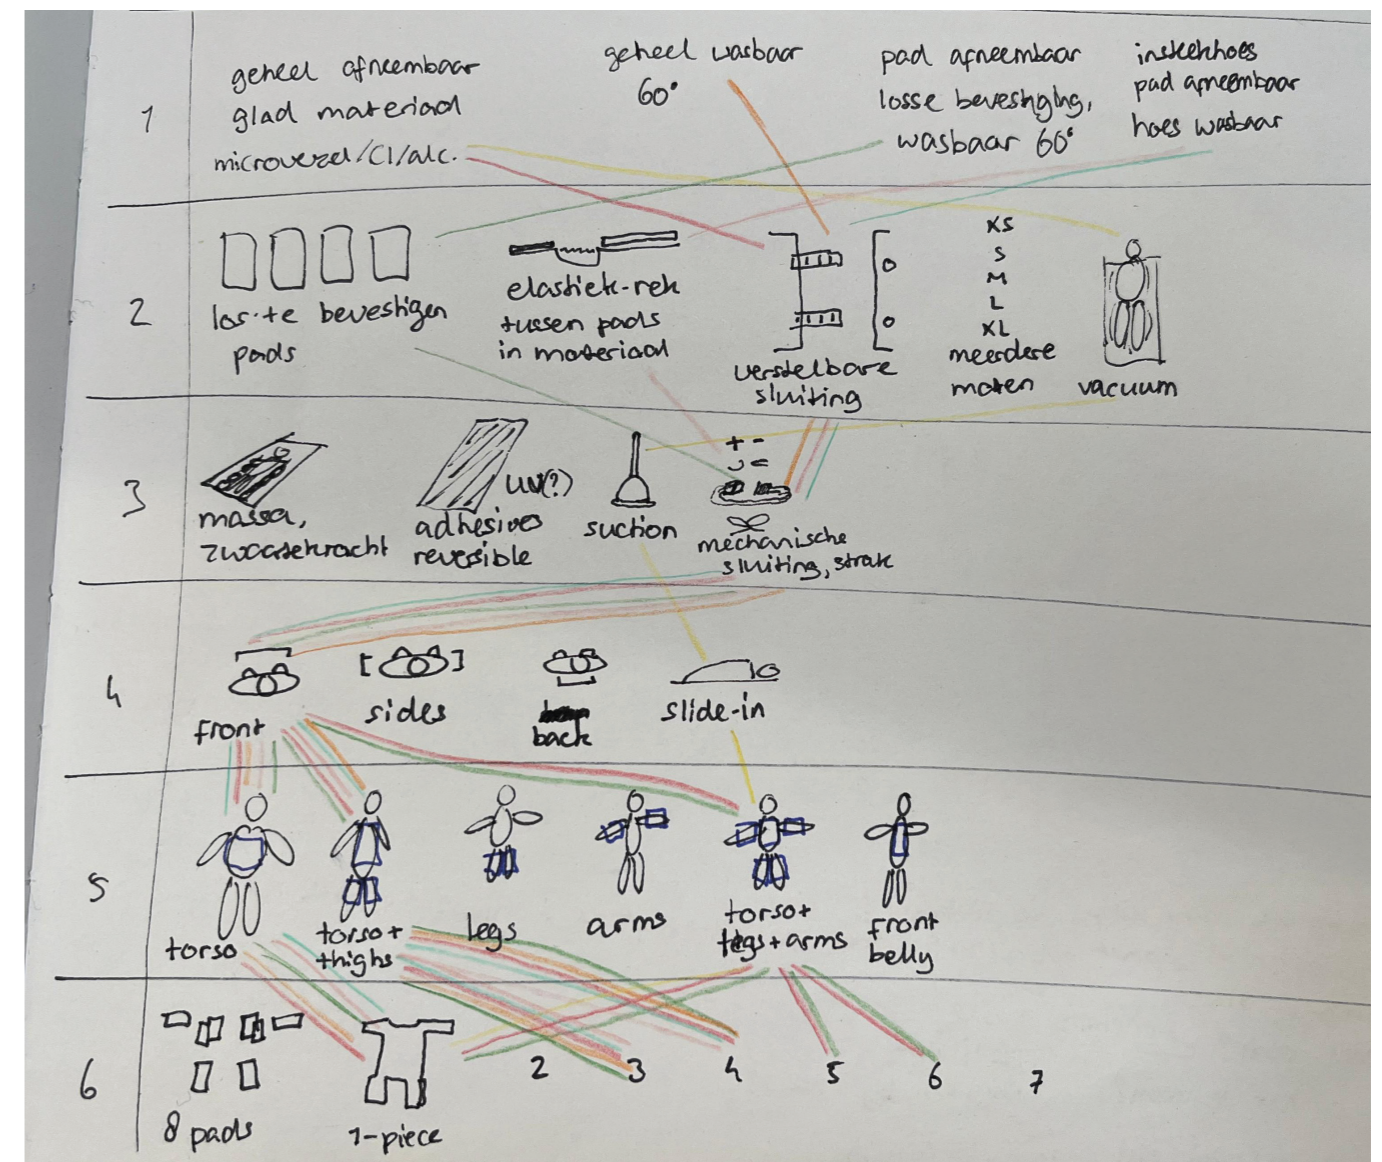 1
geheel afneembaar
glad materiaal
microvezel/Cl/alc.
geheel wasbaar
60°
pad afneembaar
losse bevestiging,
wasbaar 60°
insteekhoes
pad afneembaar
hoes wasbaar
2
los te bevestigen
pads
elastiek-rek
tussen pads
in materiaal
verstelbare
sluiting
XS
S
M
L
XL
meerdere
maten
vacuum
3
massa,
zwaartekracht
UV(?)
adhesives
reversible
suction
+ -
mechanische
sluiting, strak
4
front
sides
back
slide-in
5
torso
torso+
thighs
legs
arms
torso+
legs+arms
front
belly
6
8 pads
1-piece
2
3
4
5
6
7